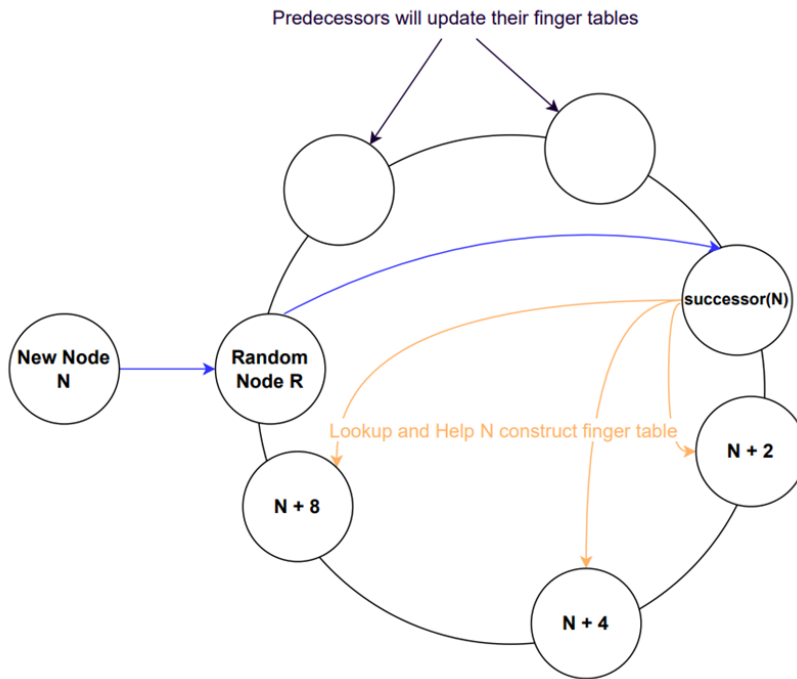 Predecessors will update their finger tables
successor(N)
New Node
N
Random
Node R
Lookup and Help N construct finger table
N + 2
N + 8
N + 4